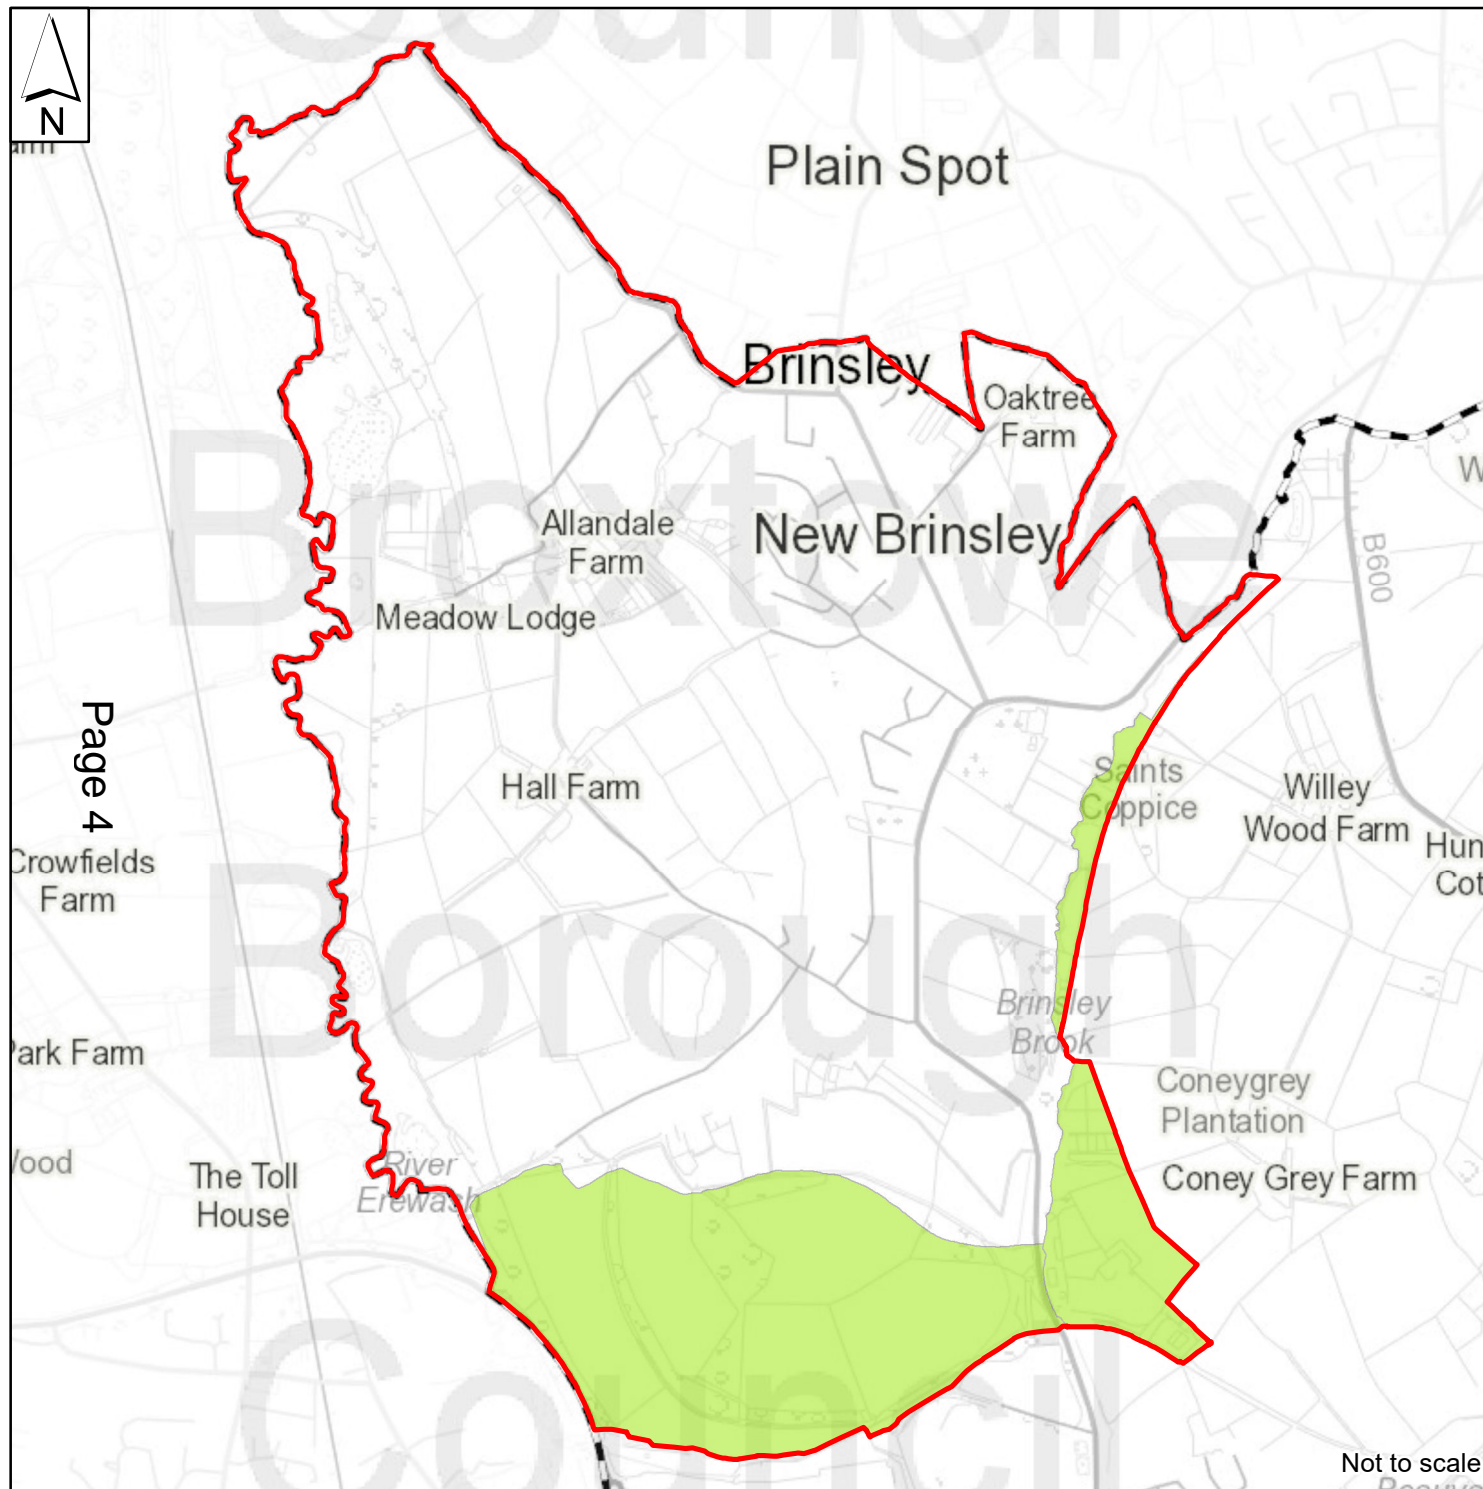 Council
N
Plain Spot
Brinsley
Oaktree
Farm
Broxtowe
Allandale
Farm
New Brinsley
B600
Meadow Lodge
Page 4
Hall Farm
Saints
Coppice
Willey
Wood Farm
Crowfields
Farm
Borough
Brinsley
Brook
Park Farm
Coneygrey
Plantation
River
Erewash
The Toll
House
Coney Grey Farm
Council
Not to scale